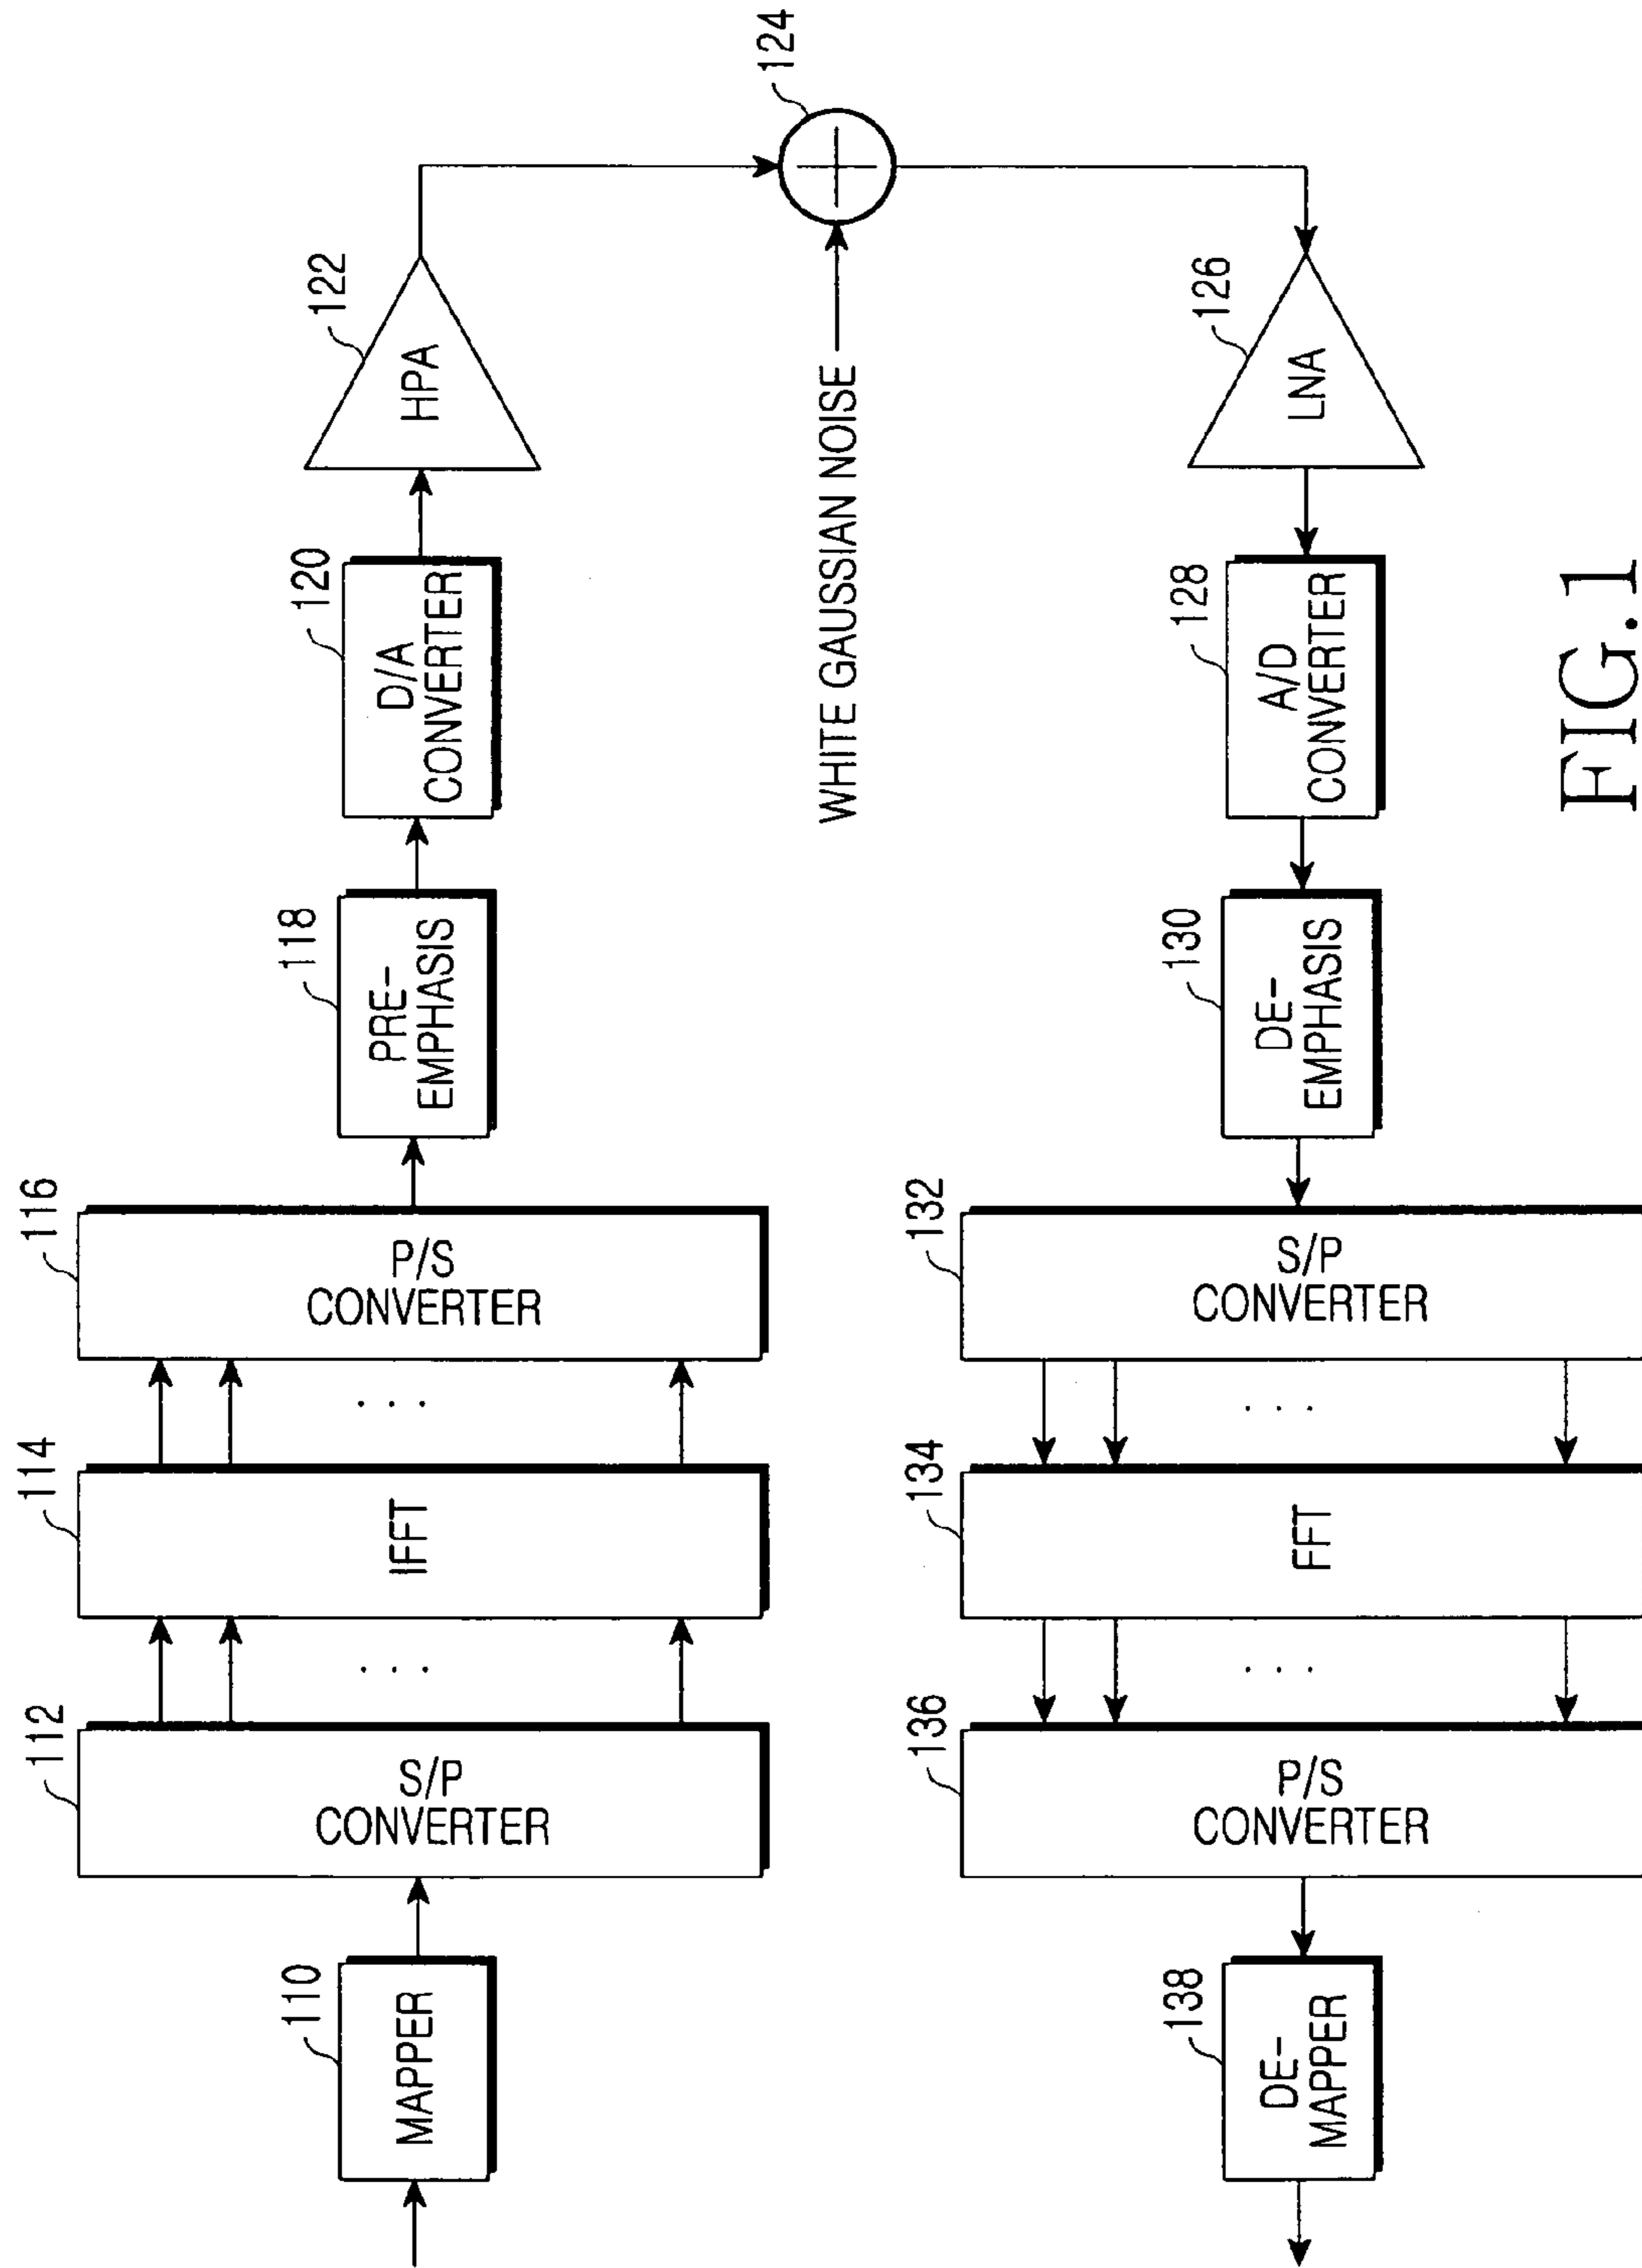 110
MAPPER
112
S/P
CONVERTER
. . .
114
IFFT
. . .
116
P/S
CONVERTER
118
PRE-
EMPHASIS
120
D/A
CONVERTER
122
HPA
124
WHITE GAUSSIAN NOISE
126
LNA
128
A/D
CONVERTER
130
DE-
EMPHASIS
132
S/P
CONVERTER
. . .
134
FFT
. . .
136
P/S
CONVERTER
138
DE-
MAPPER
FIG.1